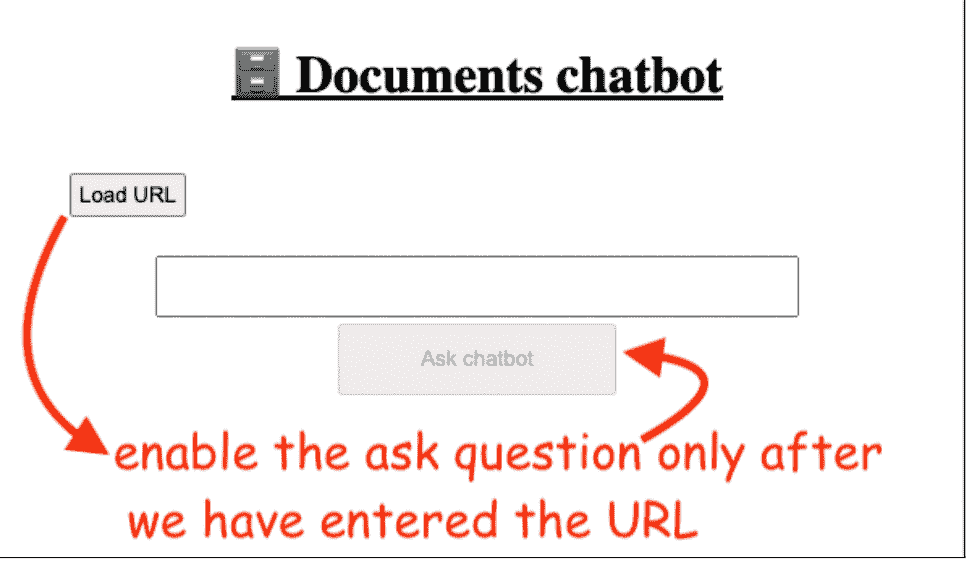 Documents chatbot
Load URL
Ask chatbot
enable the ask question only after
we have entered the URL